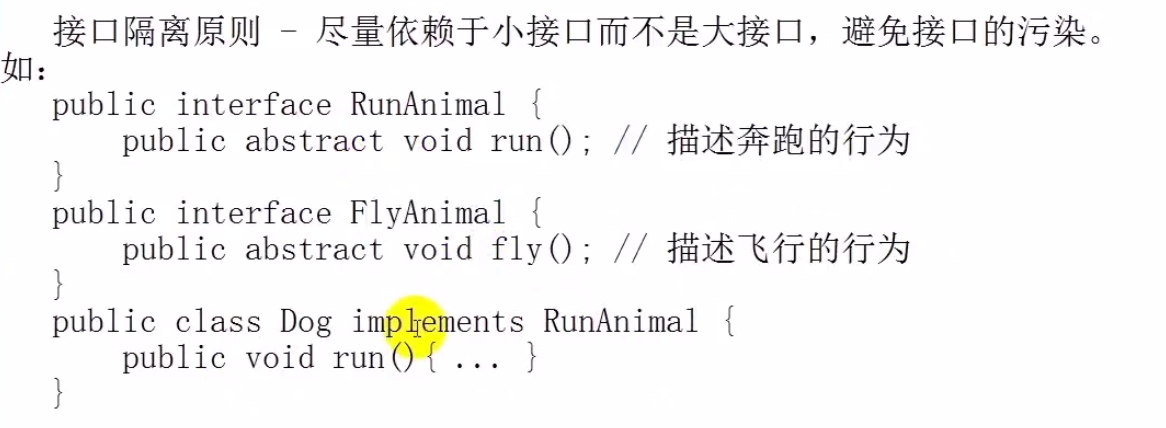 接口隔离原则 - 尽量依赖于小接口而不是大接口，避免接口的污染。
如：
public interface RunAnimal {
public abstract void run(); // 描述奔跑的行为
}
public interface FlyAnimal {
public abstract void fly(); // 描述飞行的行为
}
public class Dog implements RunAnimal {
public void run(){ ... }
}